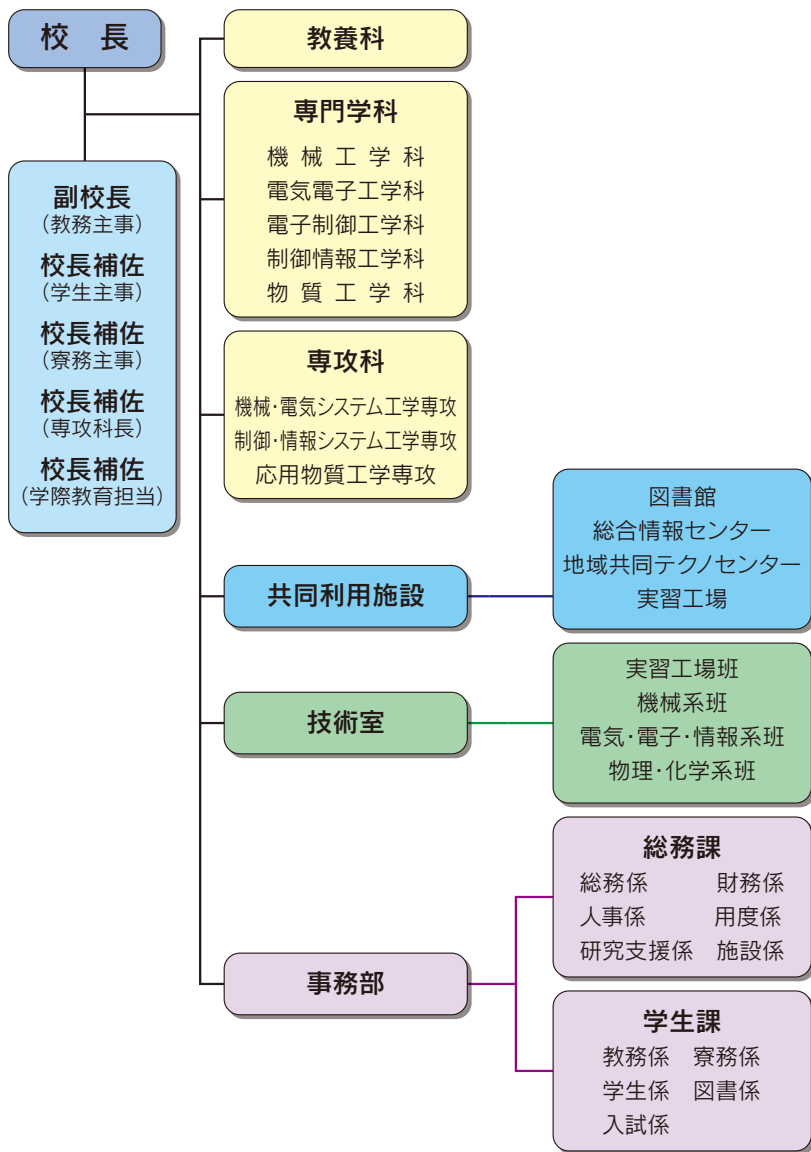 校　長
副校長
（教務主事）
校長補佐
（学生主事）
校長補佐
（寮務主事）
校長補佐
（専攻科長）
校長補佐
（学際教育担当）
教養科
専門学科
機 械 工 学 科
電気電子工学科
電子制御工学科
制御情報工学科
物 質 工 学 科
専攻科
機械・電気システム工学専攻
制御・情報システム工学専攻
応用物質工学専攻
共同利用施設
図書館
総合情報センター
地域共同テクノセンター
実習工場
技術室
実習工場班
機械系班
電気・電子・情報系班
物理・化学系班
事務部
総務課
総務係　財務係
人事係　用度係
研究支援係　施設係
学生課
教務係　寮務係
学生係　図書係
入試係